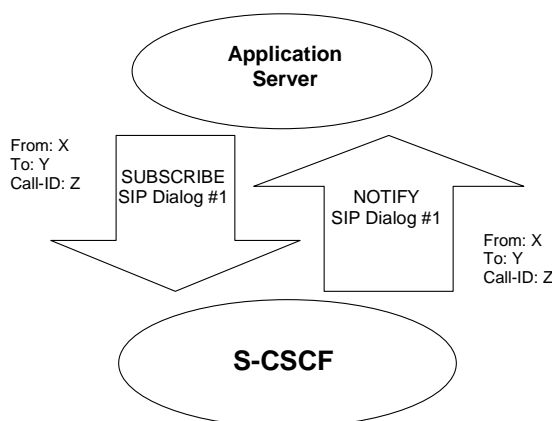 Application
Server
From: X
To: Y
Call-ID: Z
SUBSCRIBE
SIP Dialog #1
NOTIFY
SIP Dialog #1
From: X
To: Y
Call-ID: Z
S-CSCF